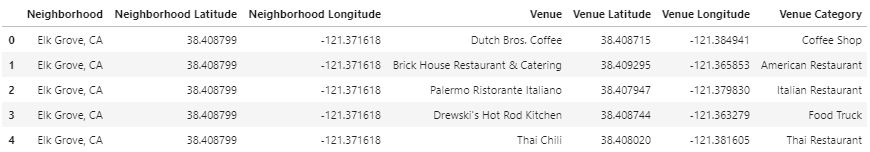 Neighborhood Neighborhood Latitude Neighborhood Longitude Venue Venue Latitude Venue Longitude Venue Category
0 Elk Grove, CA 38.408799 -121.371618 Dutch Bros. Coffee 38.408715 -121.384941 Coffee Shop
1 Elk Grove, CA 38.408799 -121.371618 Brick House Restaurant & Catering 38.409295 -121.365853 American Restaurant
2 Elk Grove, CA 38.408799 -121.371618 Palermo Ristorante Italiano 38.407947 -121.379830 Italian Restaurant
3 Elk Grove, CA 38.408799 -121.371618 Drewski's Hot Rod Kitchen 38.408744 -121.363279 Food Truck
4 Elk Grove, CA 38.408799 -121.371618 Thai Chili 38.408020 -121.381605 Thai Restaurant